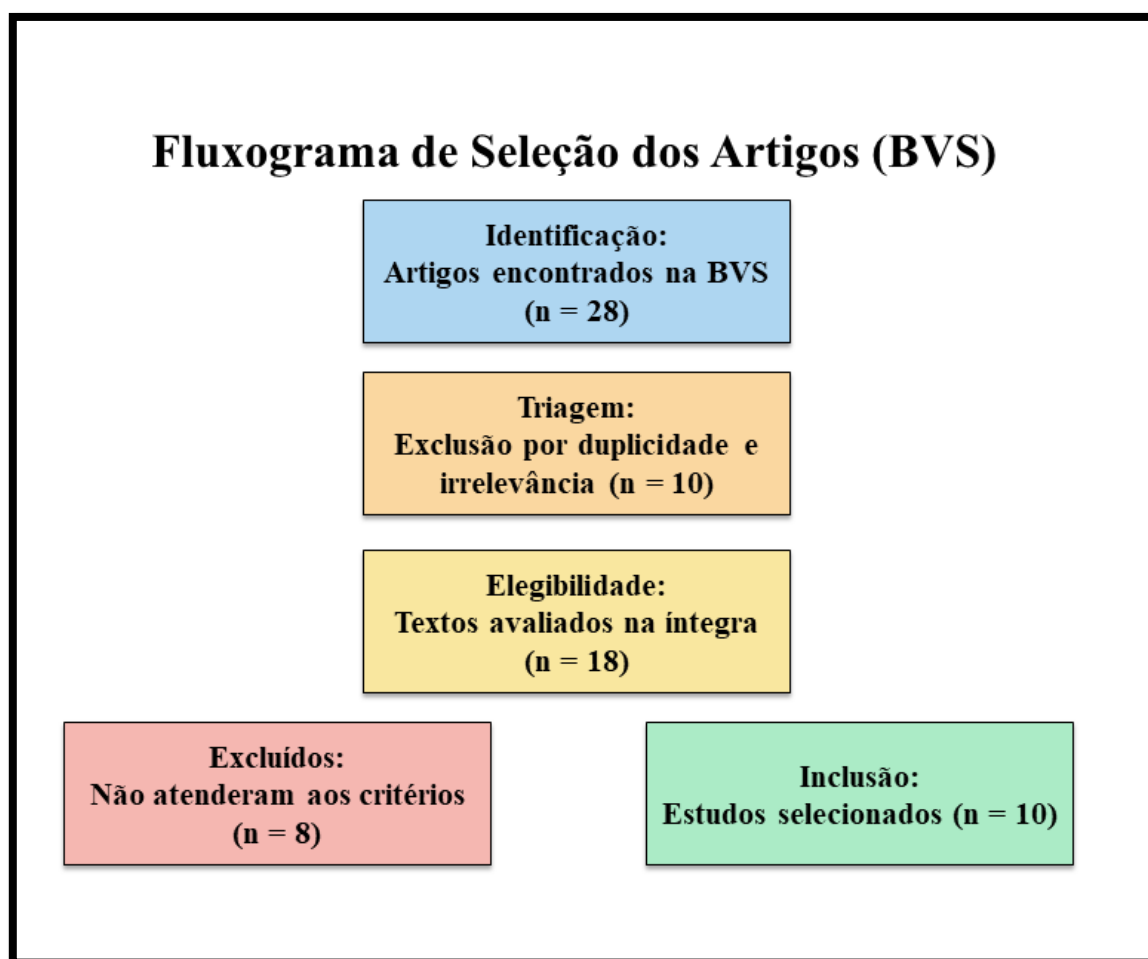 Fluxograma de Seleção dos Artigos (BVS)
Identificação:
Artigos encontrados na BVS
(n = 28)
Triagem:
Exclusão por duplicidade e
irrelevância (n = 10)
Elegibilidade:
Textos avaliados na íntegra
(n = 18)
Excluídos:
Não atenderam aos critérios
(n = 8)
Inclusão:
Estudos selecionados (n = 10)